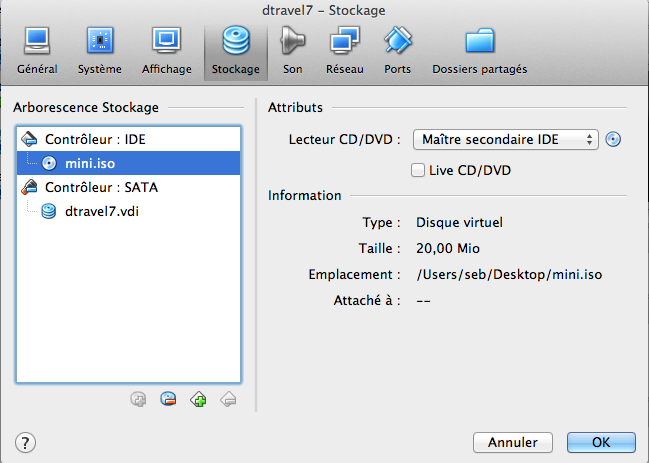 dtravel7 – Stockage
Général Système Affichage Stockage Son Réseau Ports Dossiers partagés
Arborescence Stockage
Contrôleur : IDE
mini.iso
Contrôleur : SATA
dtravel7.vdi
Attributs
Lecteur CD/DVD : Maître secondaire IDE
Live CD/DVD
Information
Type : Disque virtuel
Taille : 20,00 Mio
Emplacement : /Users/seb/Desktop/mini.iso
Attaché à : --
?
Annuler OK